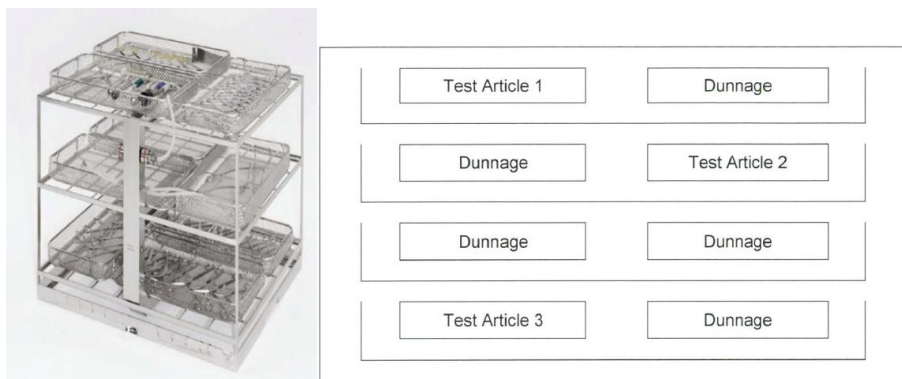 Test Article 1 Dunnage
Dunnage Test Article 2
Dunnage Dunnage
Test Article 3 Dunnage